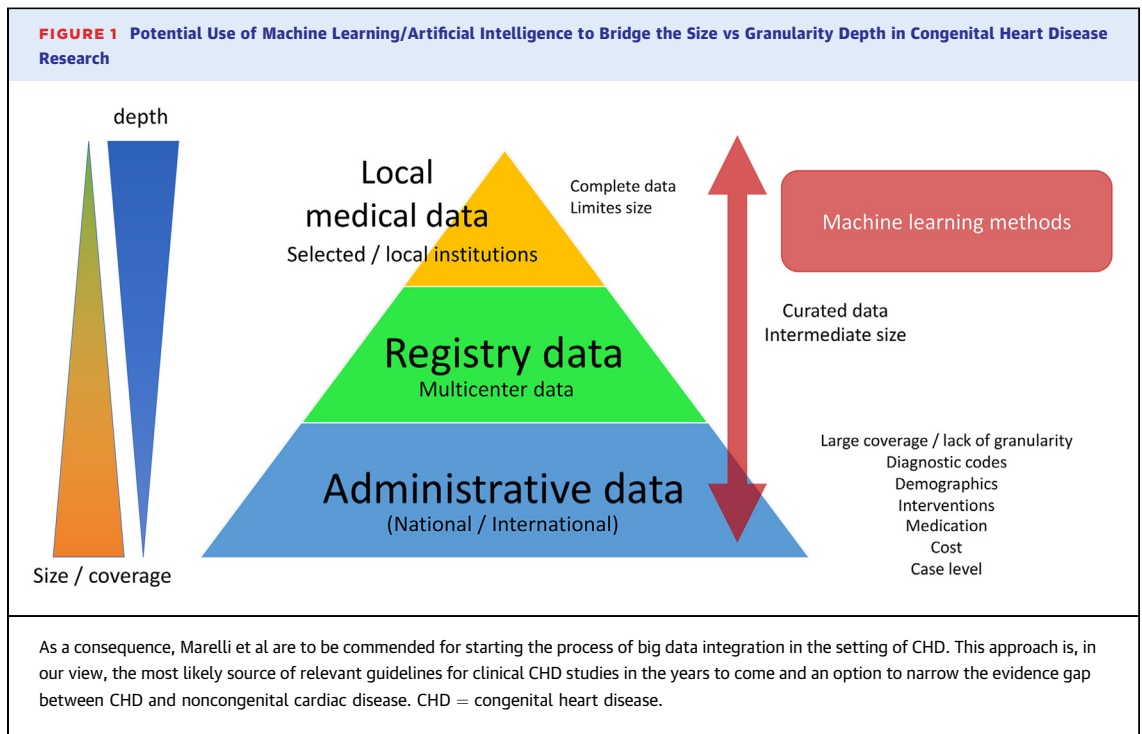 FIGURE 1 Potential Use of Machine Learning/Artificial Intelligence to Bridge the Size vs Granularity Depth in Congenital Heart Disease
Research
depth
Local
medical data
Selected / local institutions
Complete data
Limites size
Machine learning methods
Curated data
Intermediate size
Registry data
Multicenter data
Administrative data
(National / International)
Large coverage / lack of granularity
Diagnostic codes
Demographics
Interventions
Medication
Cost
Case level
Size / coverage
As a consequence, Marelli et al are to be commended for starting the process of big data integration in the setting of CHD. This approach is, in
our view, the most likely source of relevant guidelines for clinical CHD studies in the years to come and an option to narrow the evidence gap
between CHD and noncongenital cardiac disease. CHD = congenital heart disease.